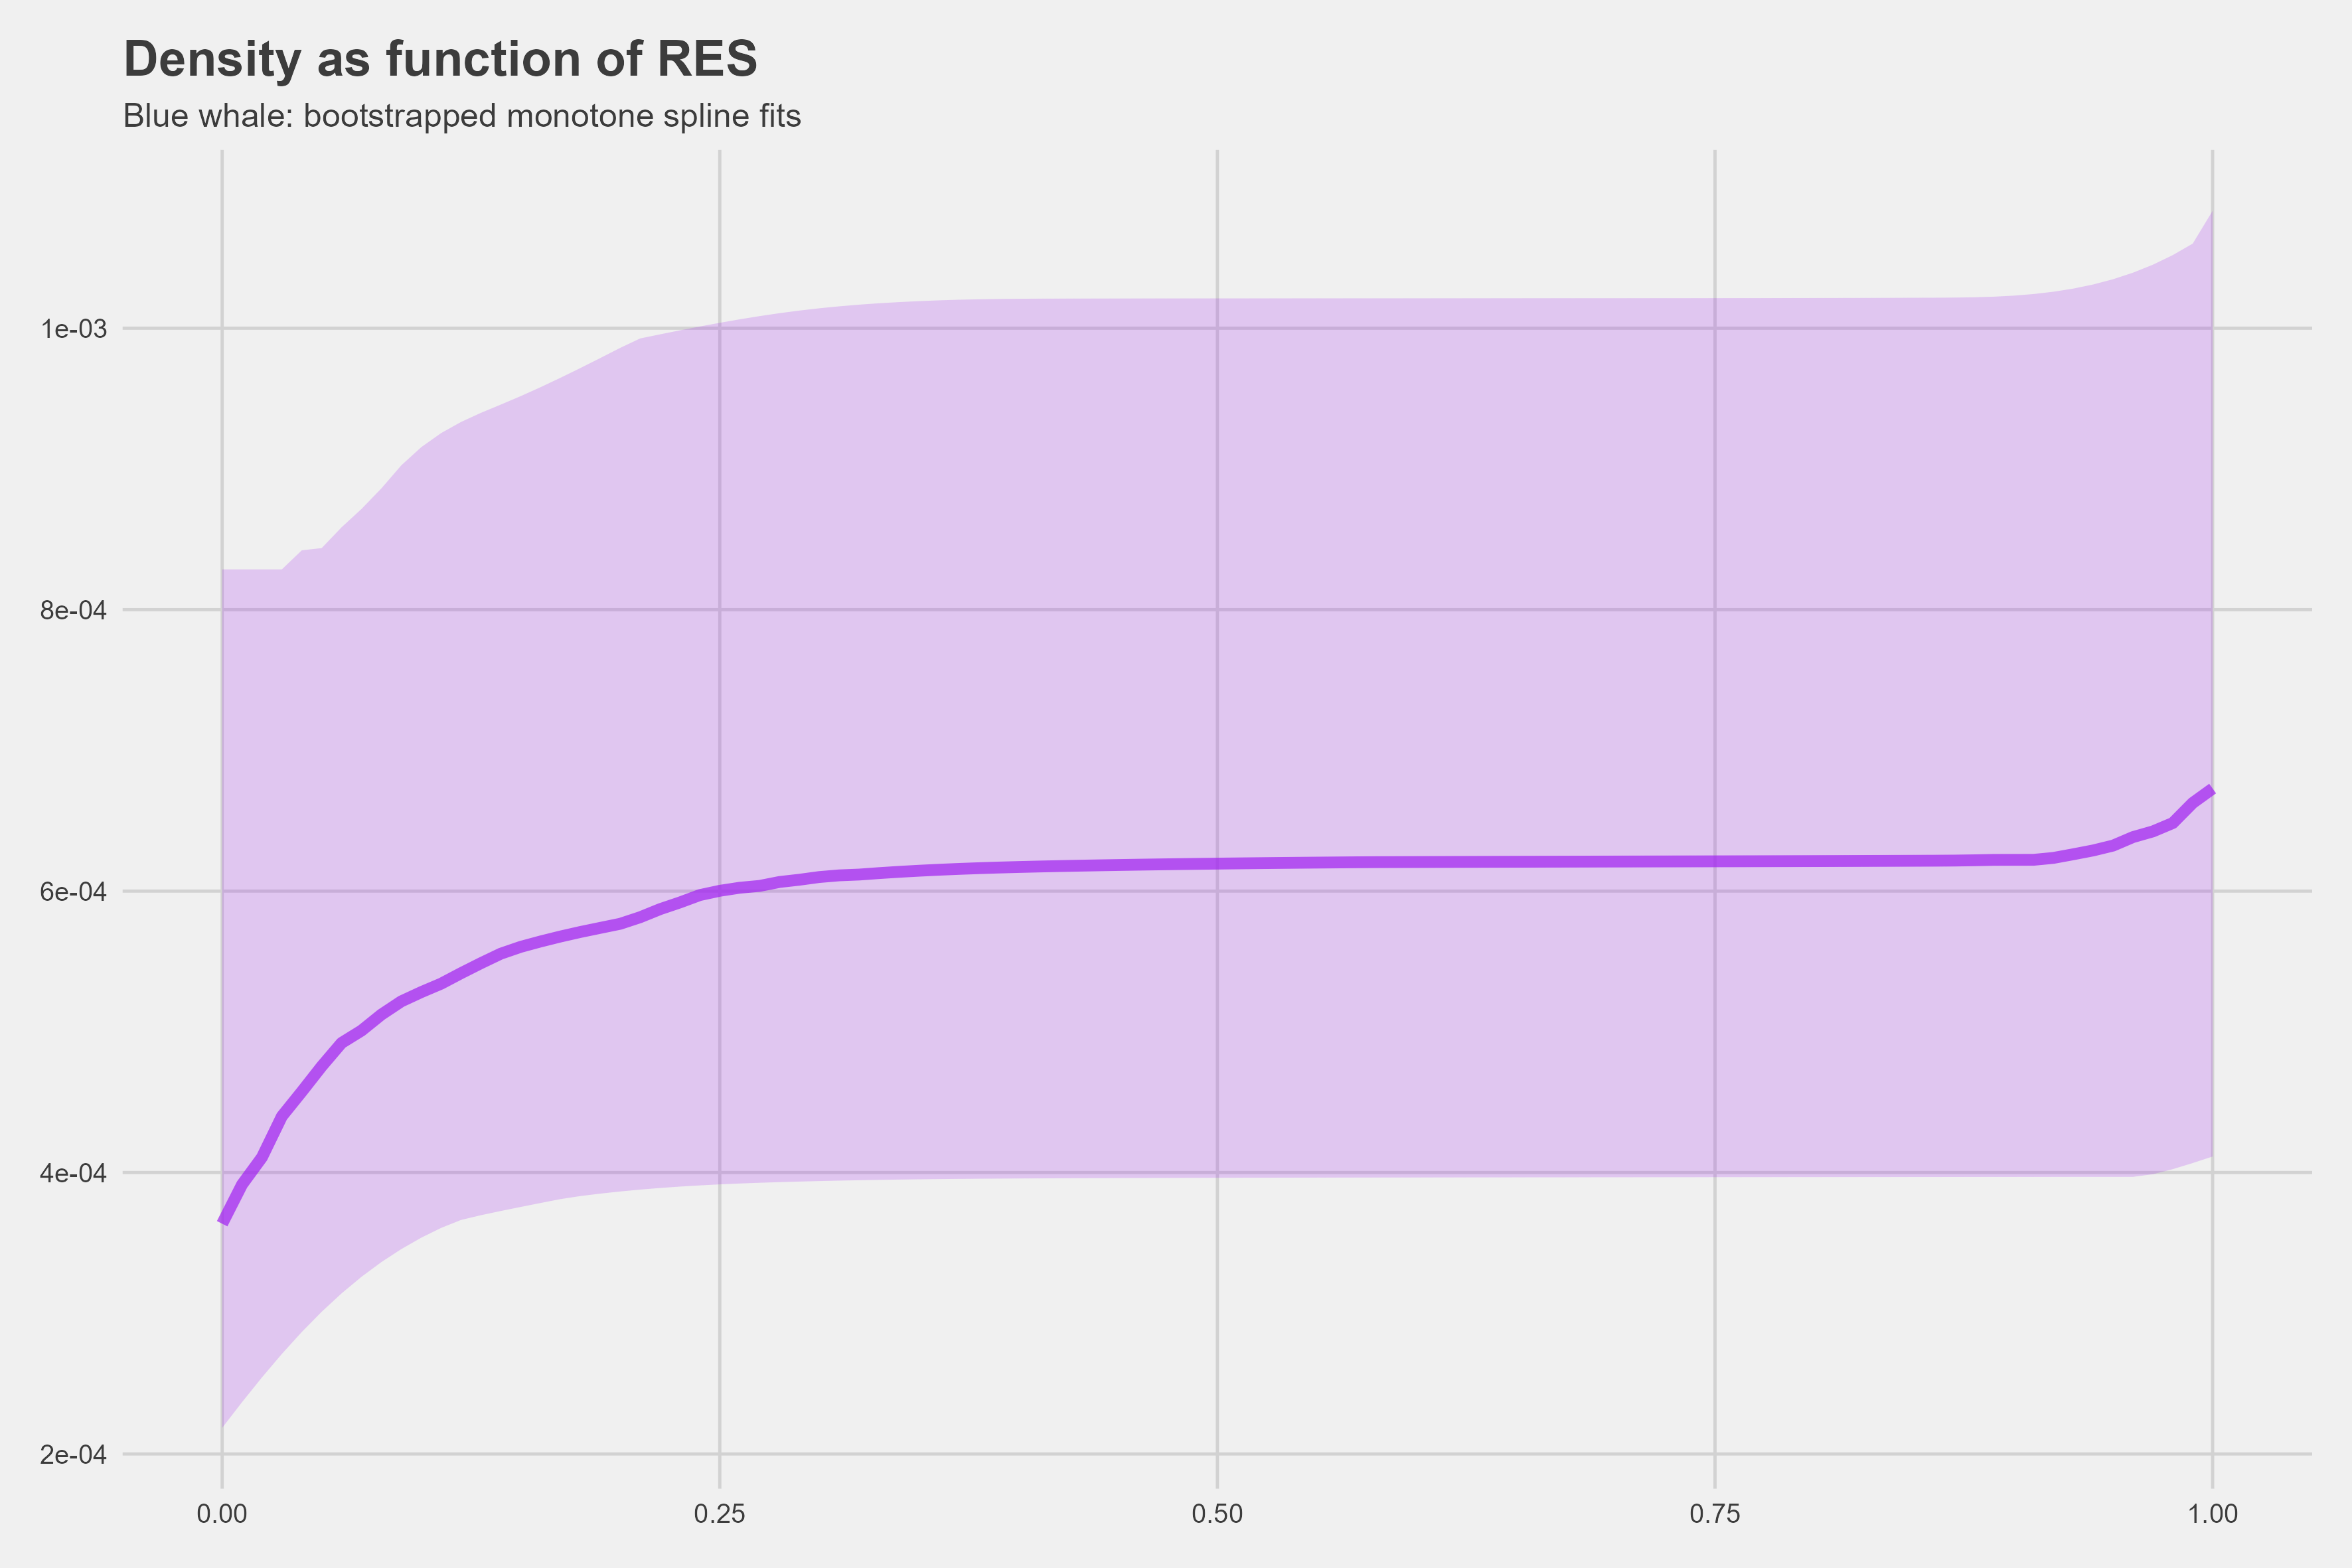 Density as function of RES
Blue whale: bootstrapped monotone spline fits
1e-03
8e-04
6e-04
4e-04
2e-04
0.00 0.25 0.50 0.75 1.00